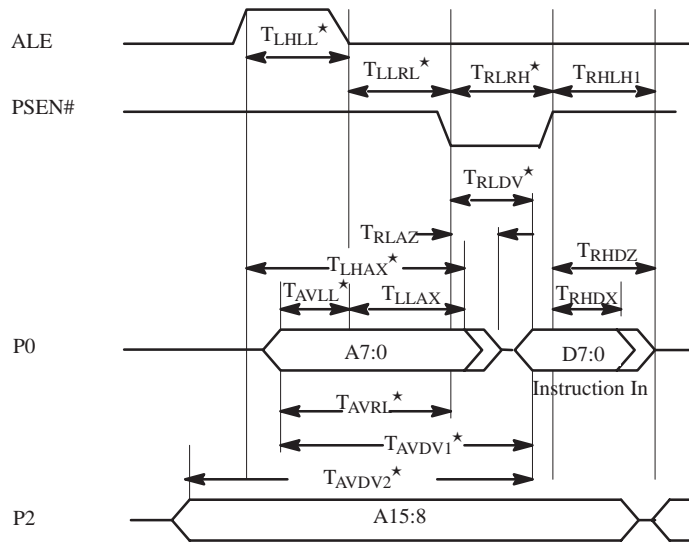 ALE
TLHLL★
TLLRL★ TRLRH★ TRHLH1
PSEN#
TRLDV★
TRLAZ
TLHAX★ TRHDZ
TAVLL★ TLLAX TRHDX
P0 A7:0 D7:0
Instruction In
TAVRL★
TAVDV1★
TAVDV2★
P2 A15:8